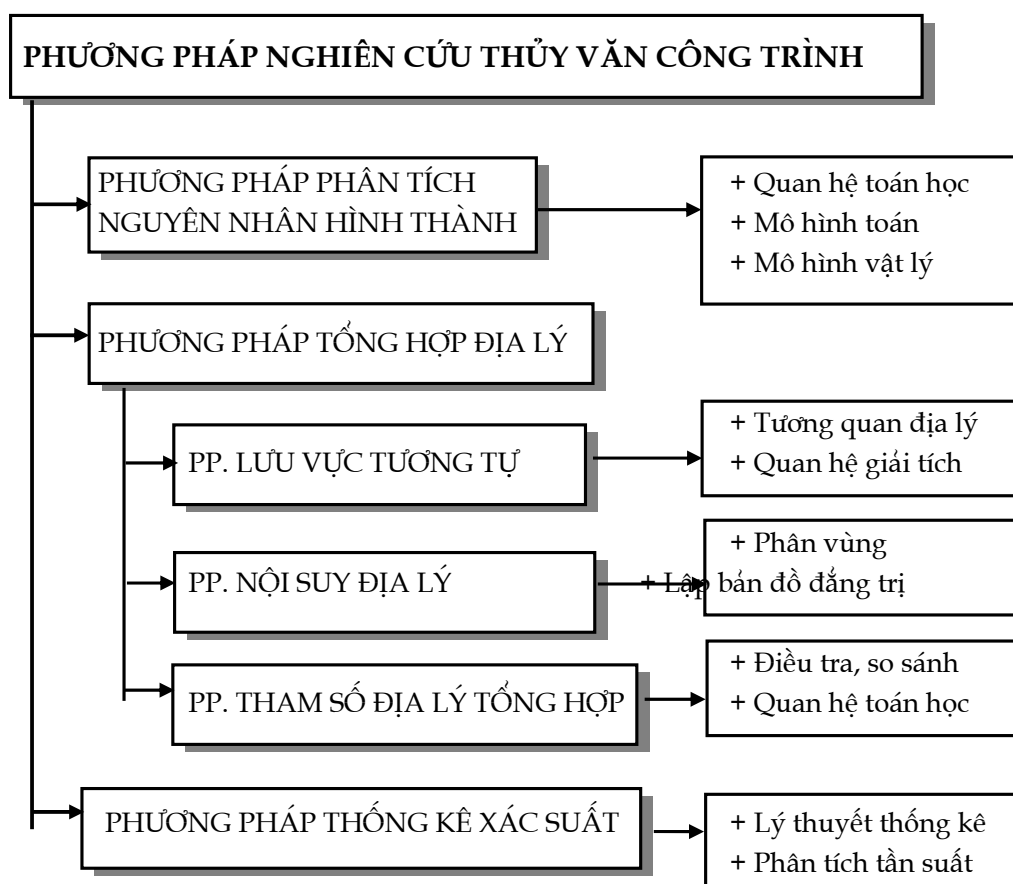 PHƯƠNG PHÁP NGHIÊN CỨU THỦY VĂN CÔNG TRÌNH
PHƯƠNG PHÁP PHÂN TÍCH
NGUYÊN NHÂN HÌNH THÀNH
+ Quan hệ toán học
+ Mô hình toán
+ Mô hình vật lý
PHƯƠNG PHÁP TỔNG HỢP ĐỊA LÝ
PP. LƯU VỰC TƯƠNG TỰ
+ Tương quan địa lý
+ Quan hệ giải tích
PP. NỘI SUY ĐỊA LÝ
+ Phân vùng
+ Lập bản đồ đẳng trị
PP. THAM SỐ ĐỊA LÝ TỔNG HỢP
+ Điều tra, so sánh
+ Quan hệ toán học
PHƯƠNG PHÁP THỐNG KÊ XÁC SUẤT
+ Lý thuyết thống kê
+ Phân tích tần suất